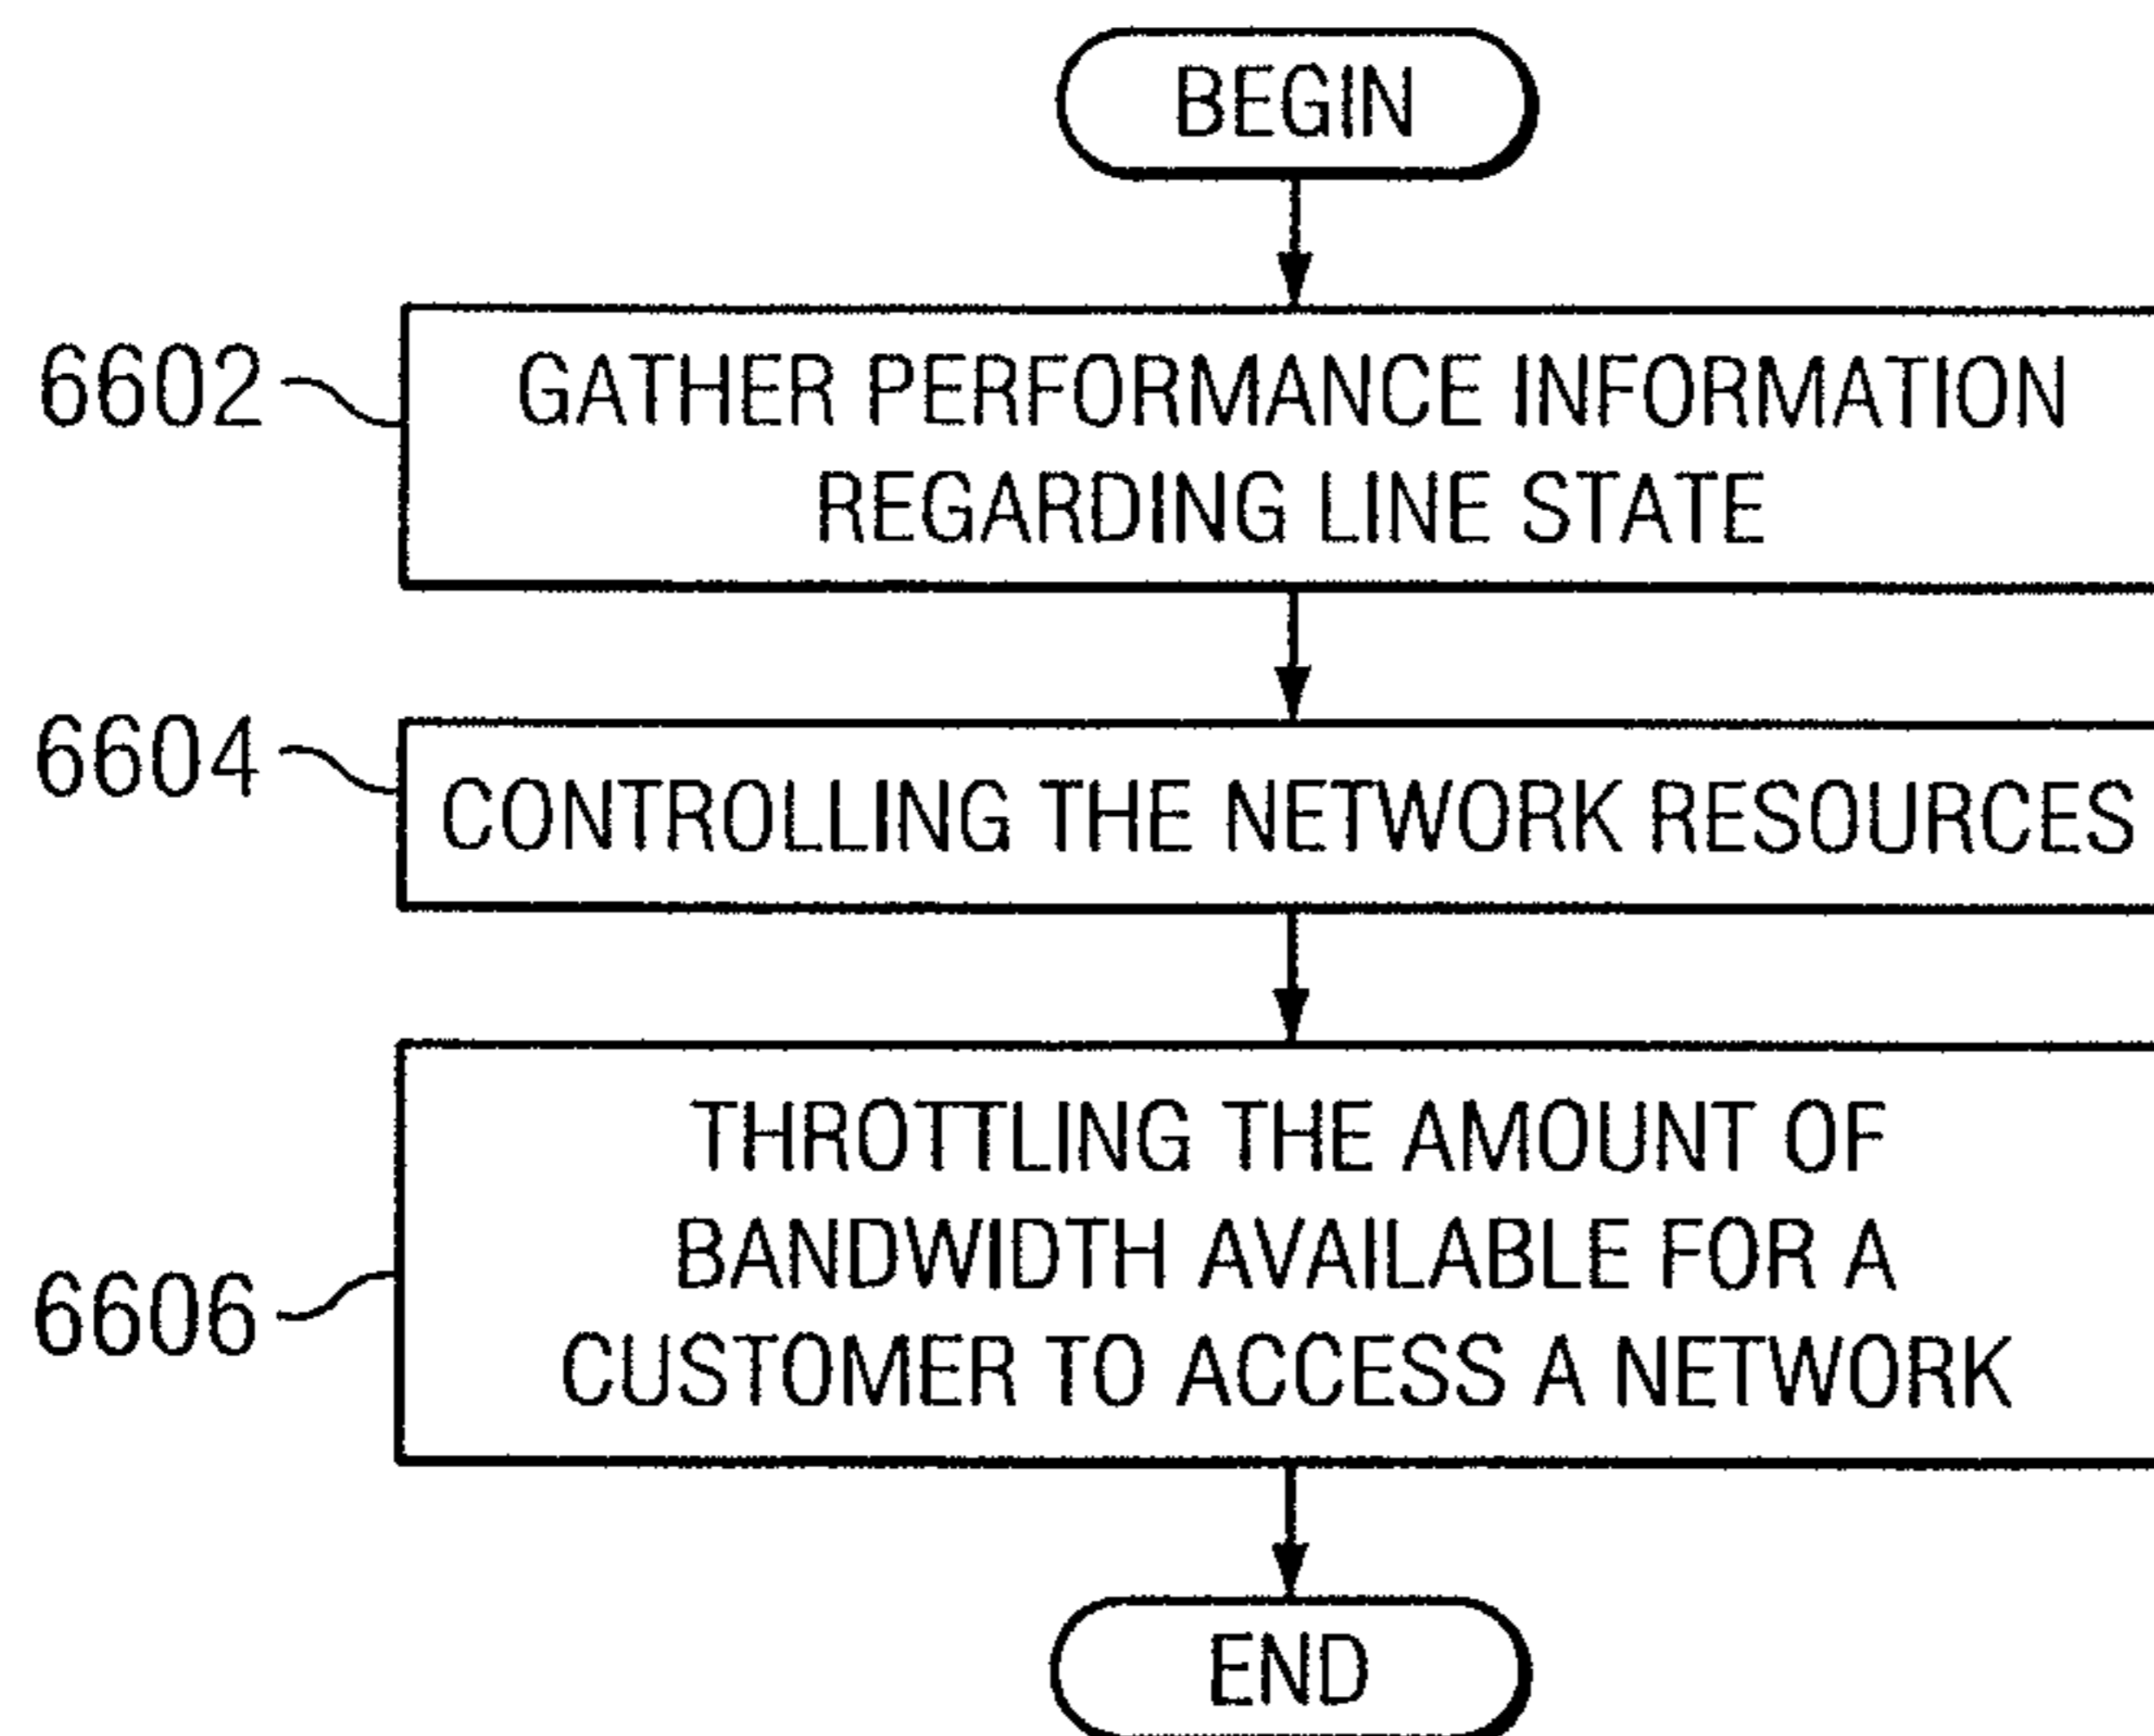 BEGIN
6602
GATHER PERFORMANCE INFORMATION
REGARDING LINE STATE
6604
CONTROLLING THE NETWORK RESOURCES
6606
THROTTLING THE AMOUNT OF
BANDWIDTH AVAILABLE FOR A
CUSTOMER TO ACCESS A NETWORK
END